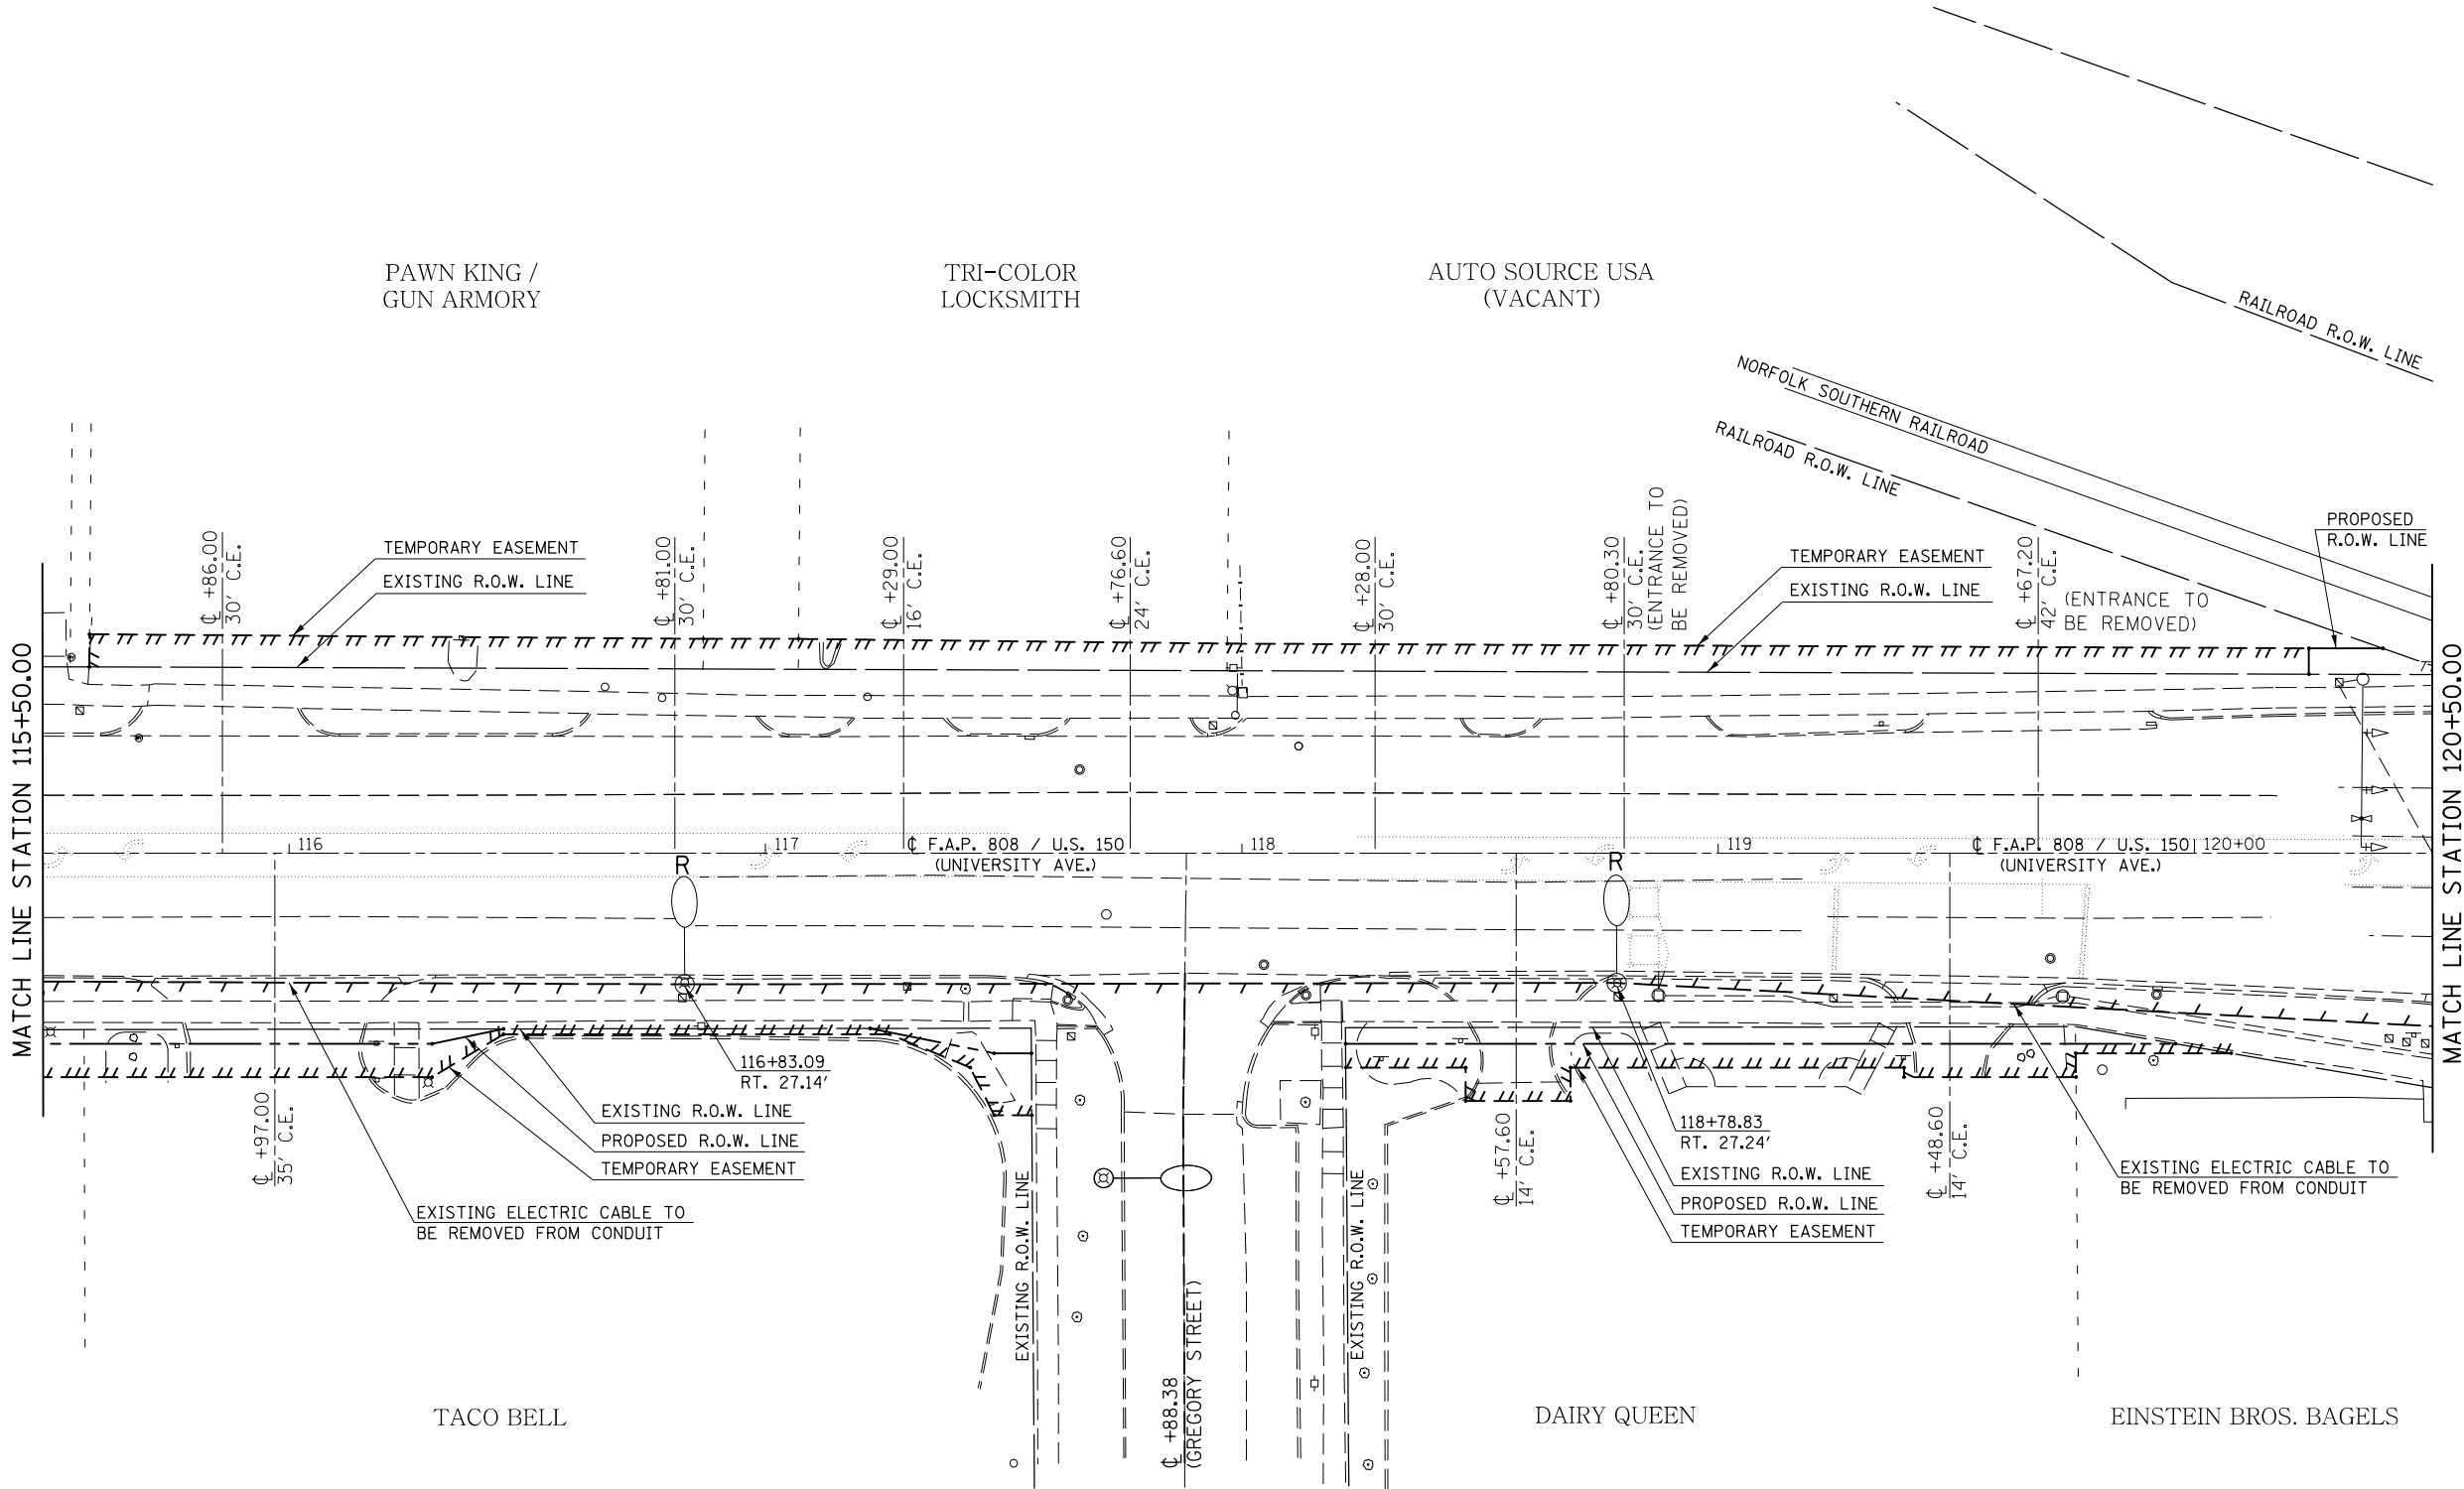 PAWN KING /
GUN ARMORY
TRI-COLOR
LOCKSMITH
AUTO SOURCE USA
(VACANT)
RAILROAD R.O.W. LINE
NORFOLK SOUTHERN RAILROAD
RAILROAD R.O.W. LINE
PROPOSED
R.O.W. LINE
TEMPORARY EASEMENT
EXISTING R.O.W. LINE
TEMPORARY EASEMENT
EXISTING R.O.W. LINE
℄ +86.00
30' C.E.
℄ +81.00
30' C.E.
℄ +29.00
16' C.E.
℄ +76.60
24' C.E.
℄ +28.00
30' C.E.
℄ +80.30
30' C.E.
(ENTRANCE TO
BE REMOVED)
℄ +67.20
42' C.E.
(ENTRANCE TO
BE REMOVED)
MATCH LINE STATION 115+50.00
MATCH LINE STATION 120+50.00
116
117
℄ F.A.P. 808 / U.S. 150
(UNIVERSITY AVE.)
118
119
℄ F.A.P. 808 / U.S. 150
(UNIVERSITY AVE.)
120+00
R
R
℄ +97.00
35' C.E.
116+83.09
RT. 27.14'
EXISTING R.O.W. LINE
PROPOSED R.O.W. LINE
TEMPORARY EASEMENT
EXISTING ELECTRIC CABLE TO
BE REMOVED FROM CONDUIT
EXISTING R.O.W. LINE
℄ +88.38
(GREGORY STREET)
EXISTING R.O.W. LINE
℄ +57.60
14' C.E.
118+78.83
RT. 27.24'
EXISTING R.O.W. LINE
PROPOSED R.O.W. LINE
TEMPORARY EASEMENT
℄ +48.60
14' C.E.
EXISTING ELECTRIC CABLE TO
BE REMOVED FROM CONDUIT
TACO BELL
DAIRY QUEEN
EINSTEIN BROS. BAGELS